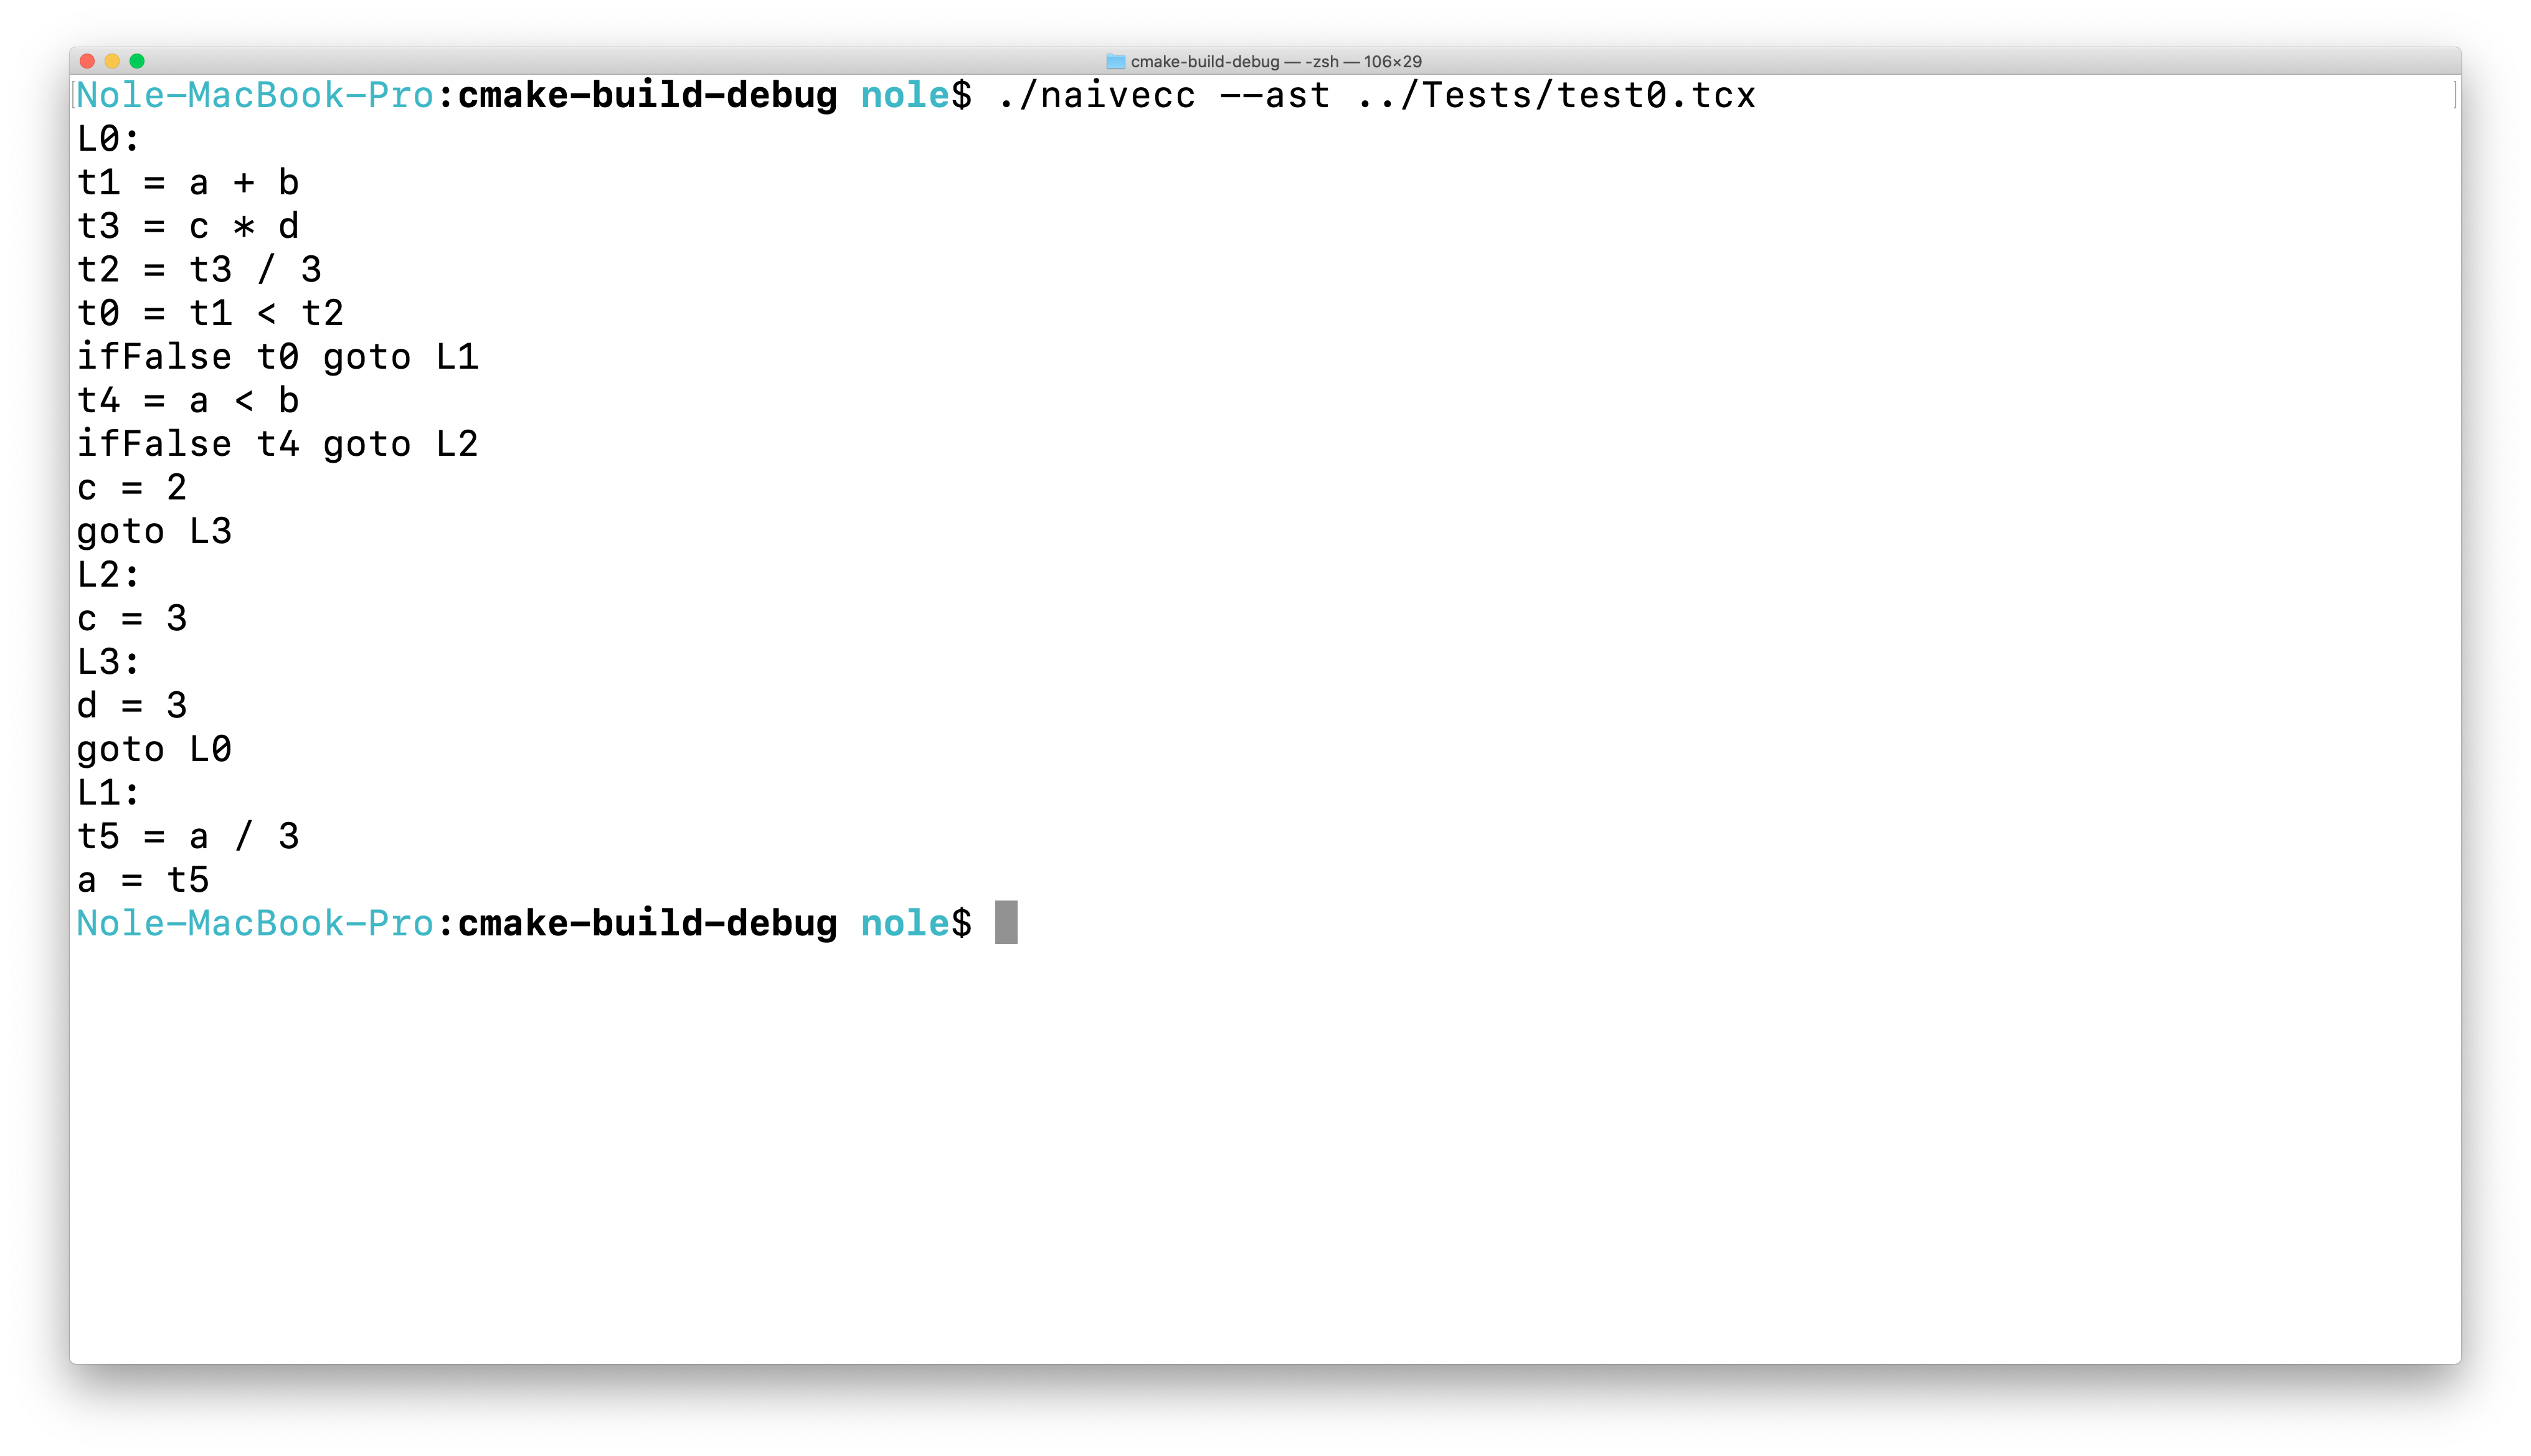 cmake-build-debug — -zsh — 106×29
Nole-MacBook-Pro:cmake-build-debug nole$ ./naivecc --ast ../Tests/test0.tcx
L0:
t1 = a + b
t3 = c * d
t2 = t3 / 3
t0 = t1 < t2
ifFalse t0 goto L1
t4 = a < b
ifFalse t4 goto L2
c = 2
goto L3
L2:
c = 3
L3:
d = 3
goto L0
L1:
t5 = a / 3
a = t5
Nole-MacBook-Pro:cmake-build-debug nole$